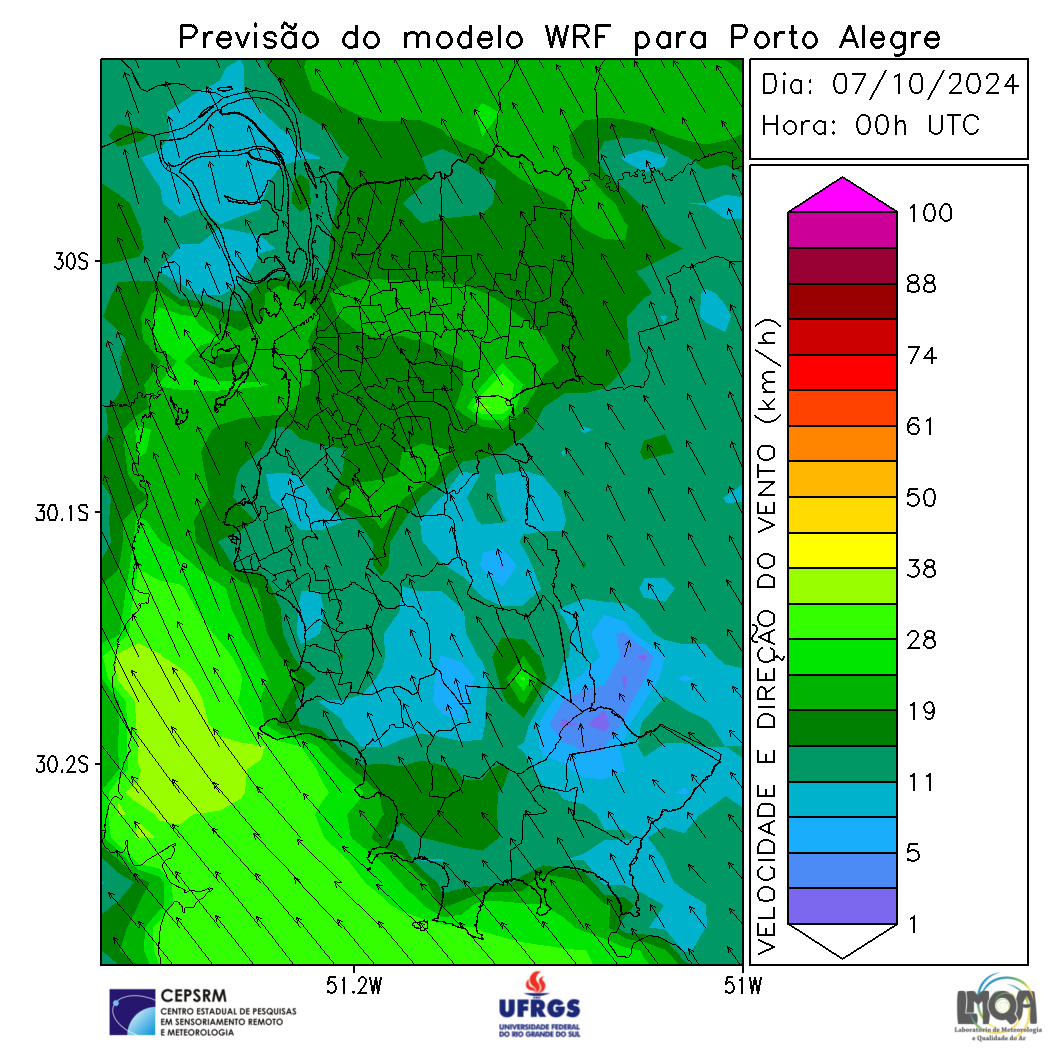 Previsão do modelo WRF para Porto Alegre
Dia: 07/10/2024
Hora: 00h UTC
30S
30.1S
30.2S
51.2W
51W
VELOCIDADE E DIREÇÃO DO VENTO (km/h)
100
88
74
61
50
38
28
19
11
5
1
CEPSRM
CENTRO ESTADUAL DE PESQUISAS
EM SENSORIAMENTO REMOTO
E METEOROLOGIA
UFRGS
UNIVERSIDADE FEDERAL
DO RIO GRANDE DO SUL
LMQA
Laboratório de Meteorologia
e Qualidade do Ar